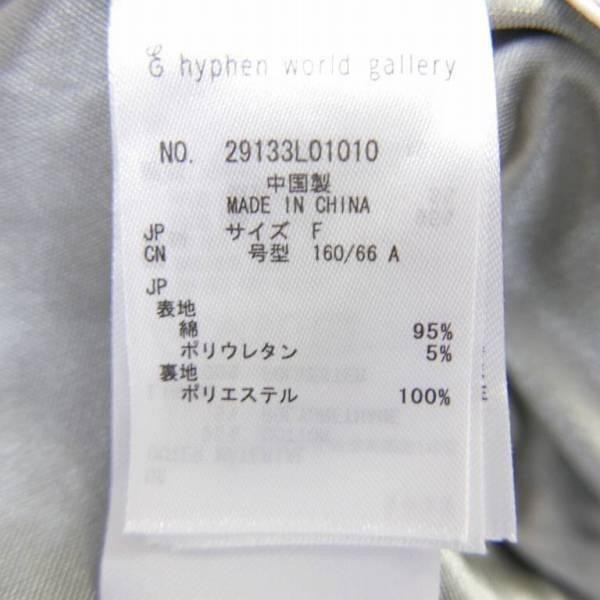 E hyphen world gallery
NO. 29133L01010
中国製
MADE IN CHINA
JP サイズ F
CN 号型 160/66 A
JP
表地
綿 95%
ポリウレタン 5%
裏地
ポリエステル 100%